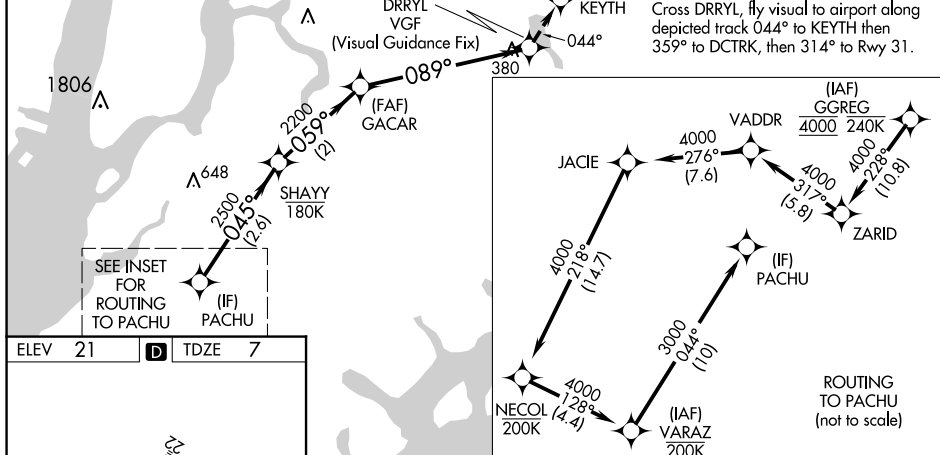 DRRYL
VGF
(Visual Guidance Fix)
KEYTH
044°
380
Cross DRRYL, fly visual to airport along
depicted track 044° to KEYTH then
359° to DCTRK, then 314° to Rwy 31.
1806
089°
(FAF)
GACAR
2200
059°
(2)
648
SHAYY
180K
2500
045°
(2.6)
SEE INSET
FOR
ROUTING
TO PACHU
(IF)
PACHU
ELEV 21
D
TDZE 7
22
(IAF)
GGREG
4000 240K
VADDR
4000
276°
(7.6)
JACIE
4000
317°
(5.8)
4000
228°
(10.8)
ZARID
4000
218°
(14.7)
(IF)
PACHU
3000
044°
(10)
NECOL
200K
4000
128°
(4.4)
(IAF)
VARAZ
200K
ROUTING
TO PACHU
(not to scale)